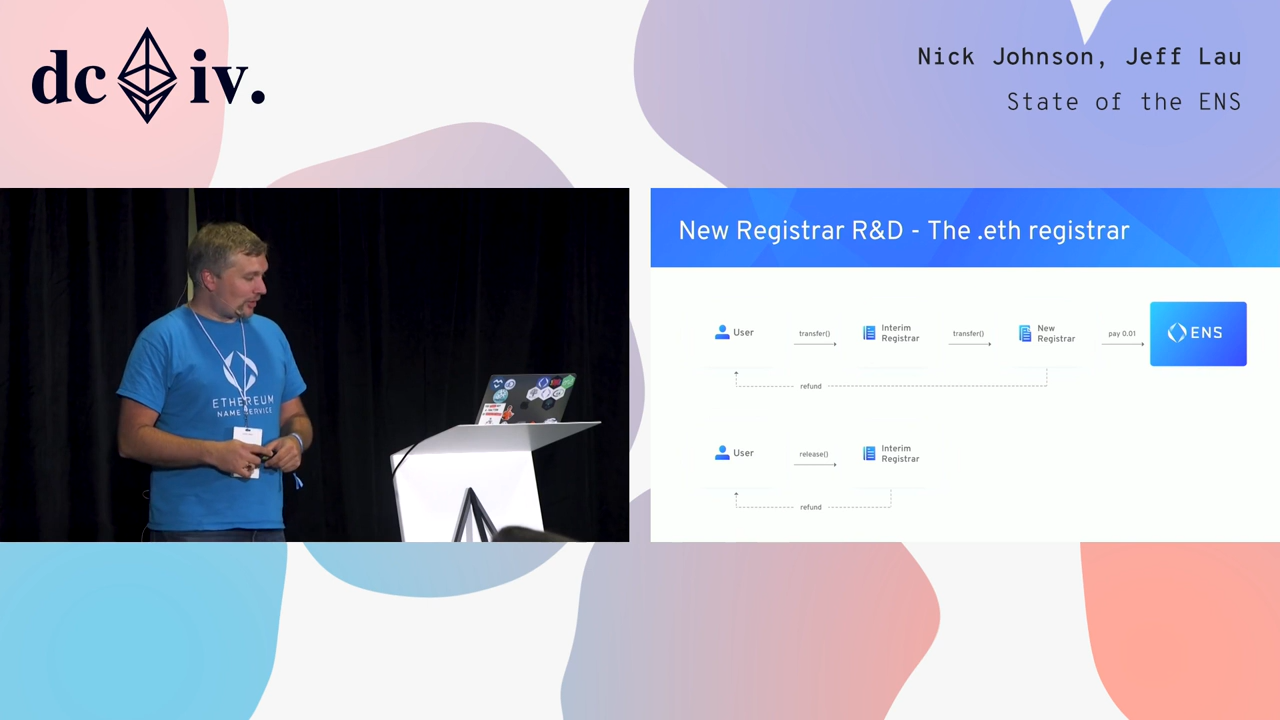 dc iv.
Nick Johnson, Jeff Lau
State of the ENS
ETHEREUM
NAME SERVICE
New Registrar R&D - The .eth registrar
User
transfer()
Interim
Registrar
transfer()
New
Registrar
pay 0.01
ENS
refund
User
release()
Interim
Registrar
refund